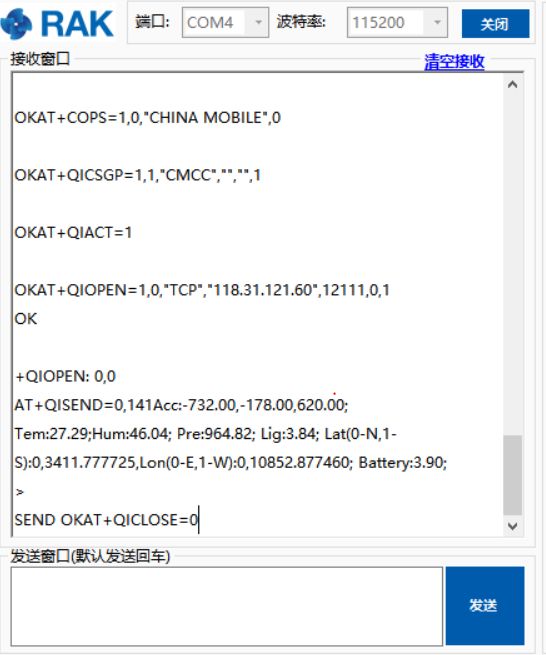 RAK 端口: COM4 波特率: 115200 关闭
接收窗口 清空接收
OKAT+COPS=1,0,"CHINA MOBILE",0
OKAT+QICSGP=1,1,"CMCC","","",1
OKAT+QIACT=1
OKAT+QIOPEN=1,0,"TCP","118.31.121.60",12111,0,1
OK
+QIOPEN: 0,0
AT+QISEND=0,141Acc:-732.00,-178.00,620.00;
Tem:27.29;Hum:46.04; Pre:964.82; Lig:3.84; Lat(0-N,1-
S):0,3411.777725,Lon(0-E,1-W):0,10852.877460; Battery:3.90;
>
SEND OKAT+QICLOSE=0
发送窗口(默认发送回车)
发送